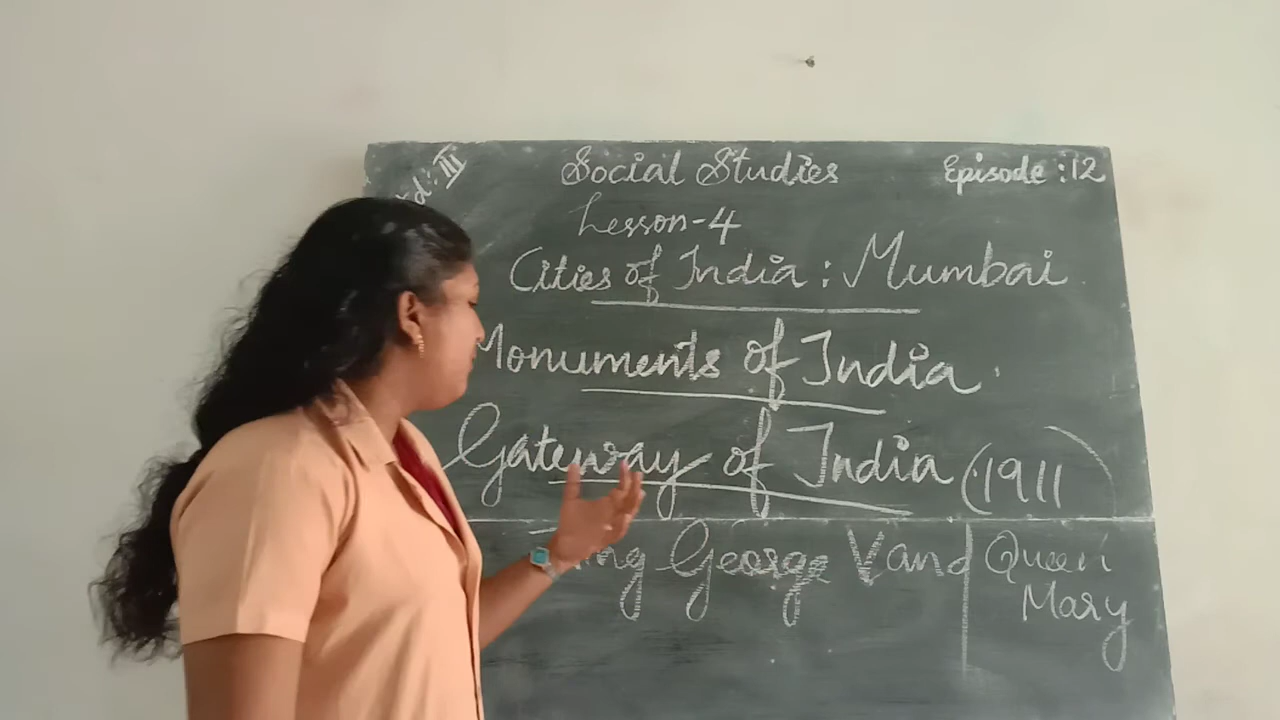 III
Social Studies
Episode : 12
Lesson-4
Cities of India : Mumbai
Monuments of India.
Gateway of India (1911)
George V and Queen
Mary